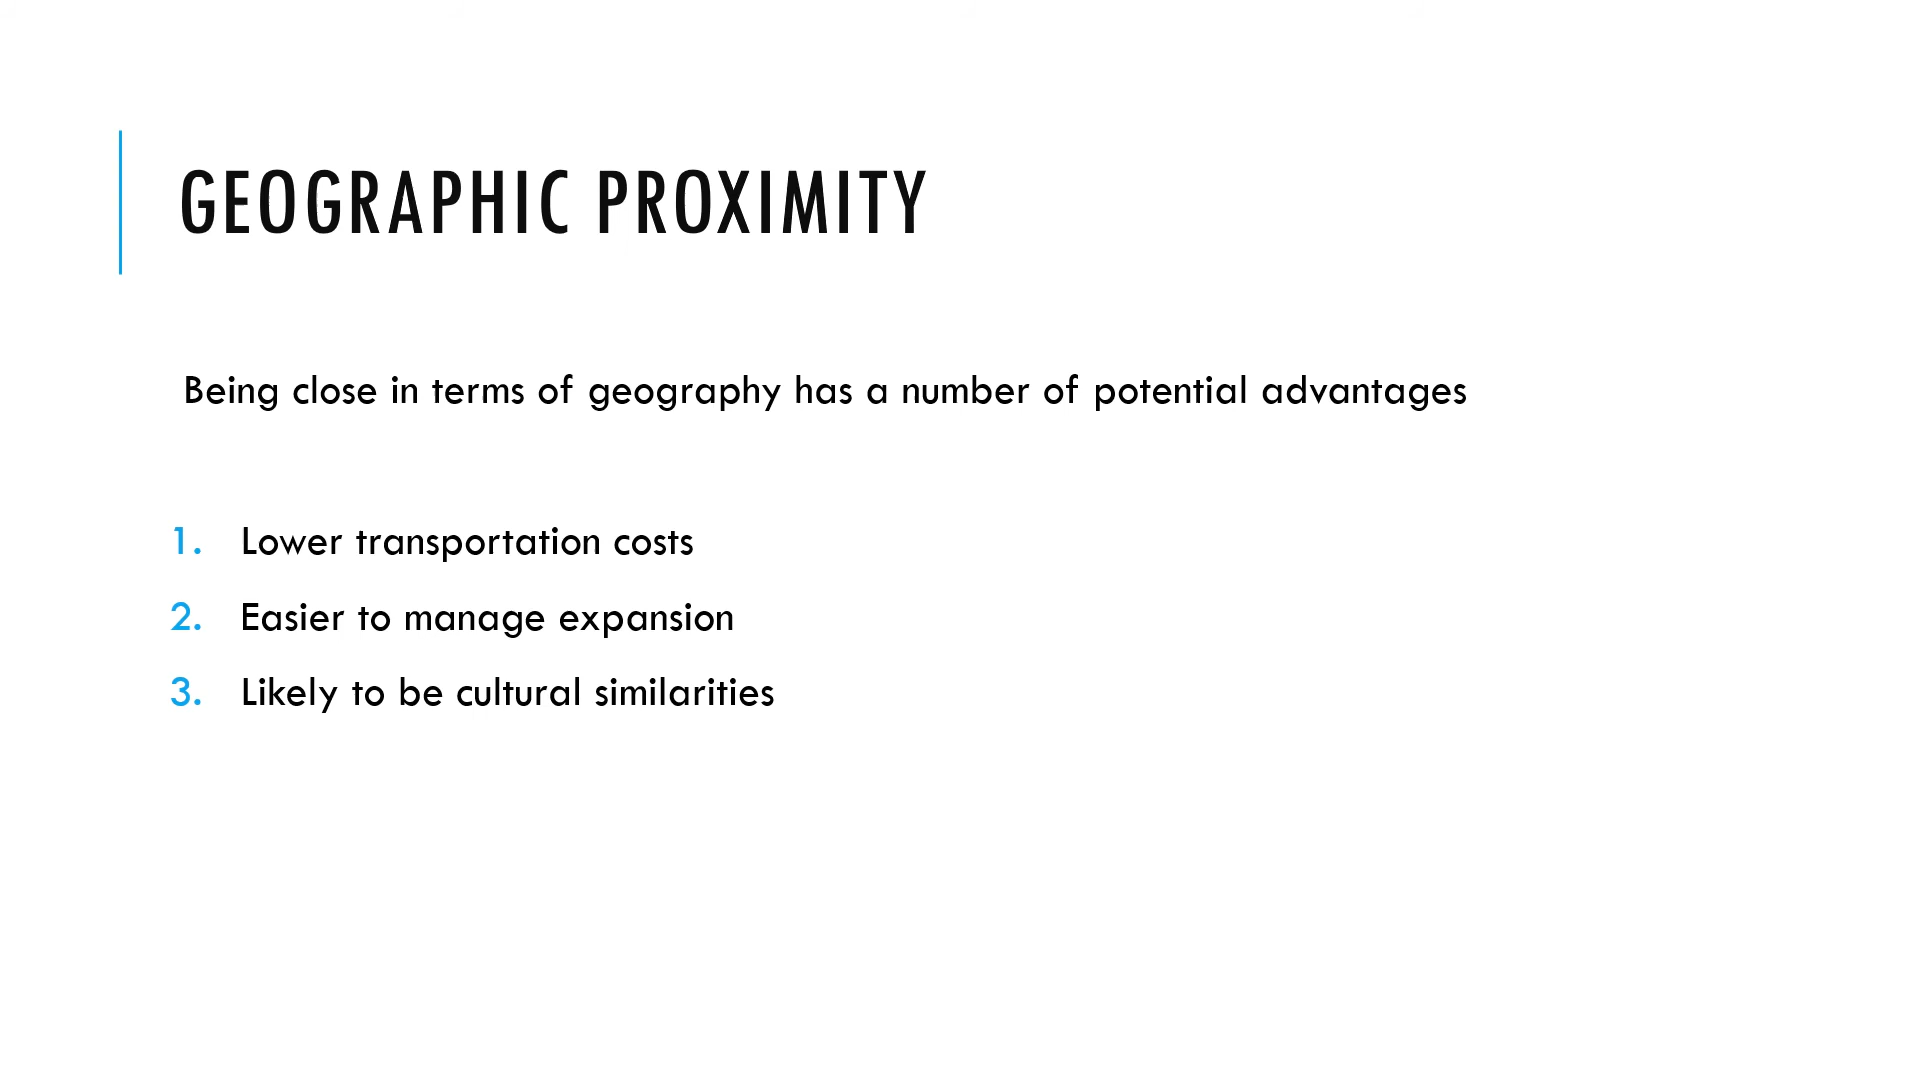 GEOGRAPHIC PROXIMITY
Being close in terms of geography has a number of potential advantages
1. Lower transportation costs
2. Easier to manage expansion
3. Likely to be cultural similarities